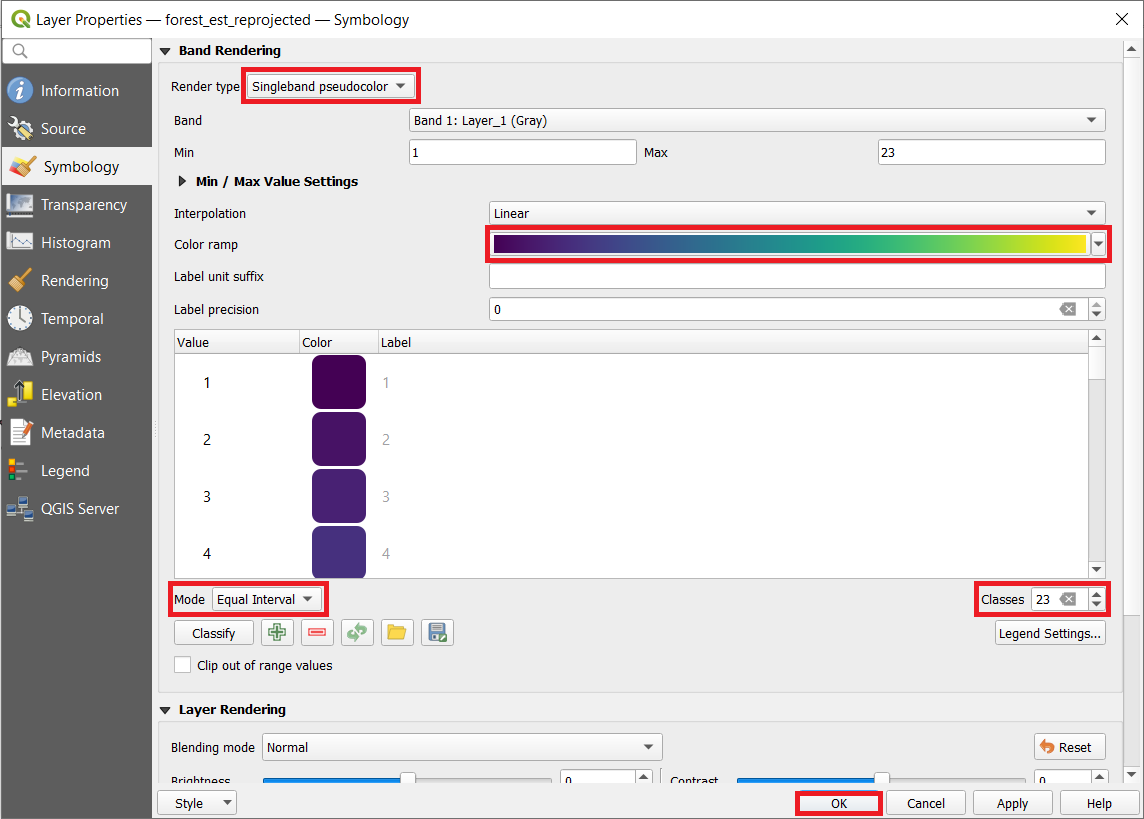 Layer Properties — forest_est_reprojected — Symbology
Information
Source
Symbology
Transparency
Histogram
Rendering
Temporal
Pyramids
Elevation
Metadata
Legend
QGIS Server
Band Rendering
Render type Singleband pseudocolor
Band Band 1: Layer_1 (Gray)
Min 1 Max 23
Min / Max Value Settings
Interpolation Linear
Color ramp
Label unit suffix
Label precision 0
Value Color Label
1 1
2 2
3 3
4 4
Mode Equal Interval Classes 23
Classify Legend Settings...
Clip out of range values
Layer Rendering
Blending mode Normal Reset
Brightness 0 Contrast 0
Style OK Cancel Apply Help